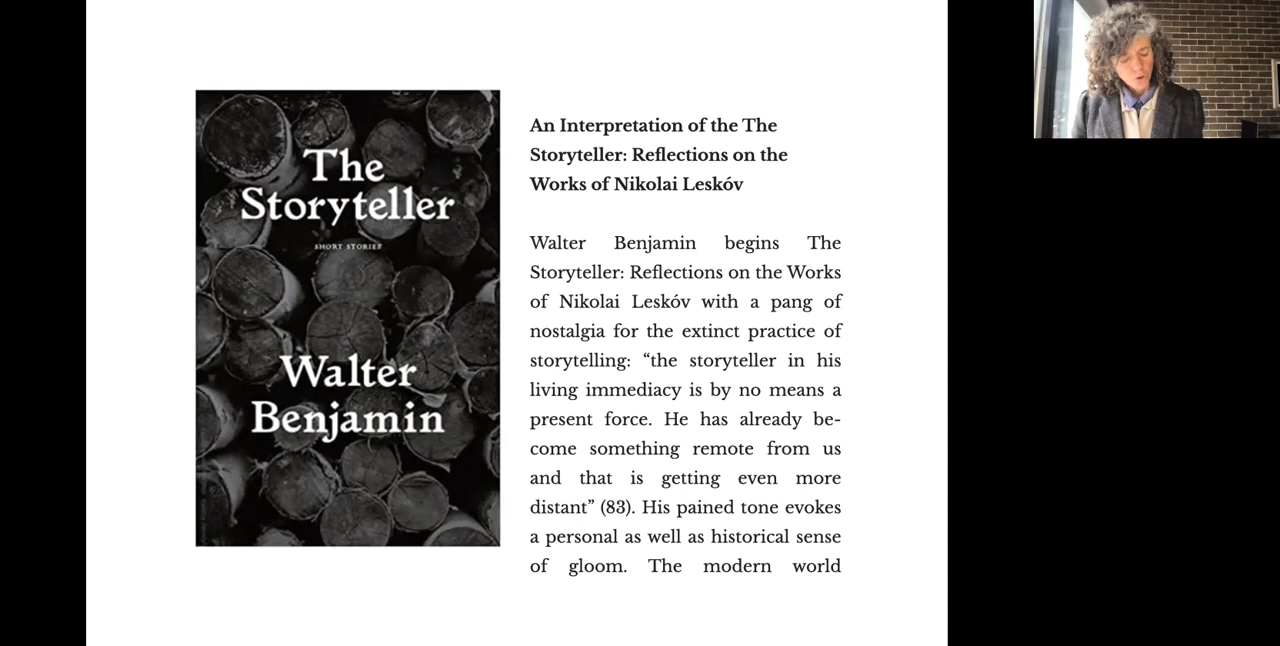 The
Storyteller
SHORT STORIES
Walter
Benjamin
An Interpretation of the The
Storyteller: Reflections on the
Works of Nikolai Leskóv
Walter Benjamin begins The
Storyteller: Reflections on the Works
of Nikolai Leskóv with a pang of
nostalgia for the extinct practice of
storytelling: “the storyteller in his
living immediacy is by no means a
present force. He has already be-
come something remote from us
and that is getting even more
distant” (83). His pained tone evokes
a personal as well as historical sense
of gloom. The modern world